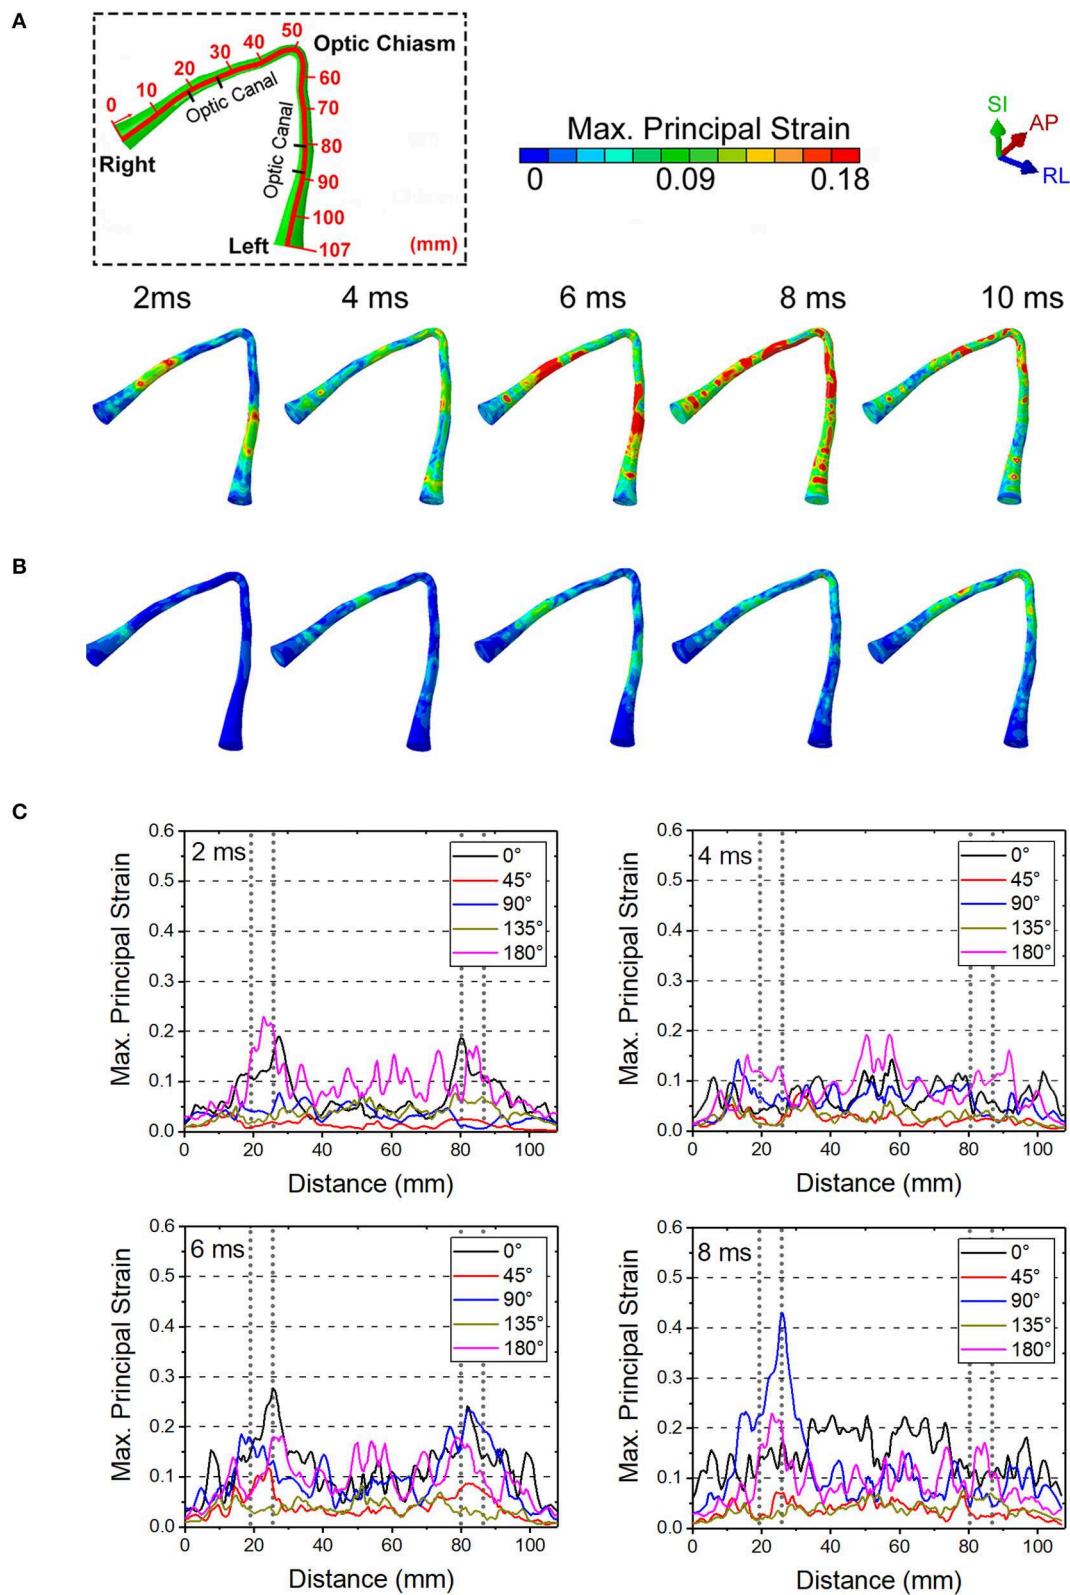 A
0
10
20
30
40
50
Optic Chiasm
60
70
80
90
100
107
(mm)
Optic Canal
Optic Canal
Right
Left
Max. Principal Strain
0
0.09
0.18
SI
AP
RL
2ms
4 ms
6 ms
8 ms
10 ms
B
C
2 ms
0°
45°
90°
135°
180°
0.6
0.5
0.4
0.3
0.2
0.1
0.0
Max. Principal Strain
0 20 40 60 80 100
Distance (mm)
4 ms
0°
45°
90°
135°
180°
0.6
0.5
0.4
0.3
0.2
0.1
0.0
Max. Principal Strain
0 20 40 60 80 100
Distance (mm)
6 ms
0°
45°
90°
135°
180°
0.6
0.5
0.4
0.3
0.2
0.1
0.0
Max. Principal Strain
0 20 40 60 80 100
Distance (mm)
8 ms
0°
45°
90°
135°
180°
0.6
0.5
0.4
0.3
0.2
0.1
0.0
Max. Principal Strain
0 20 40 60 80 100
Distance (mm)